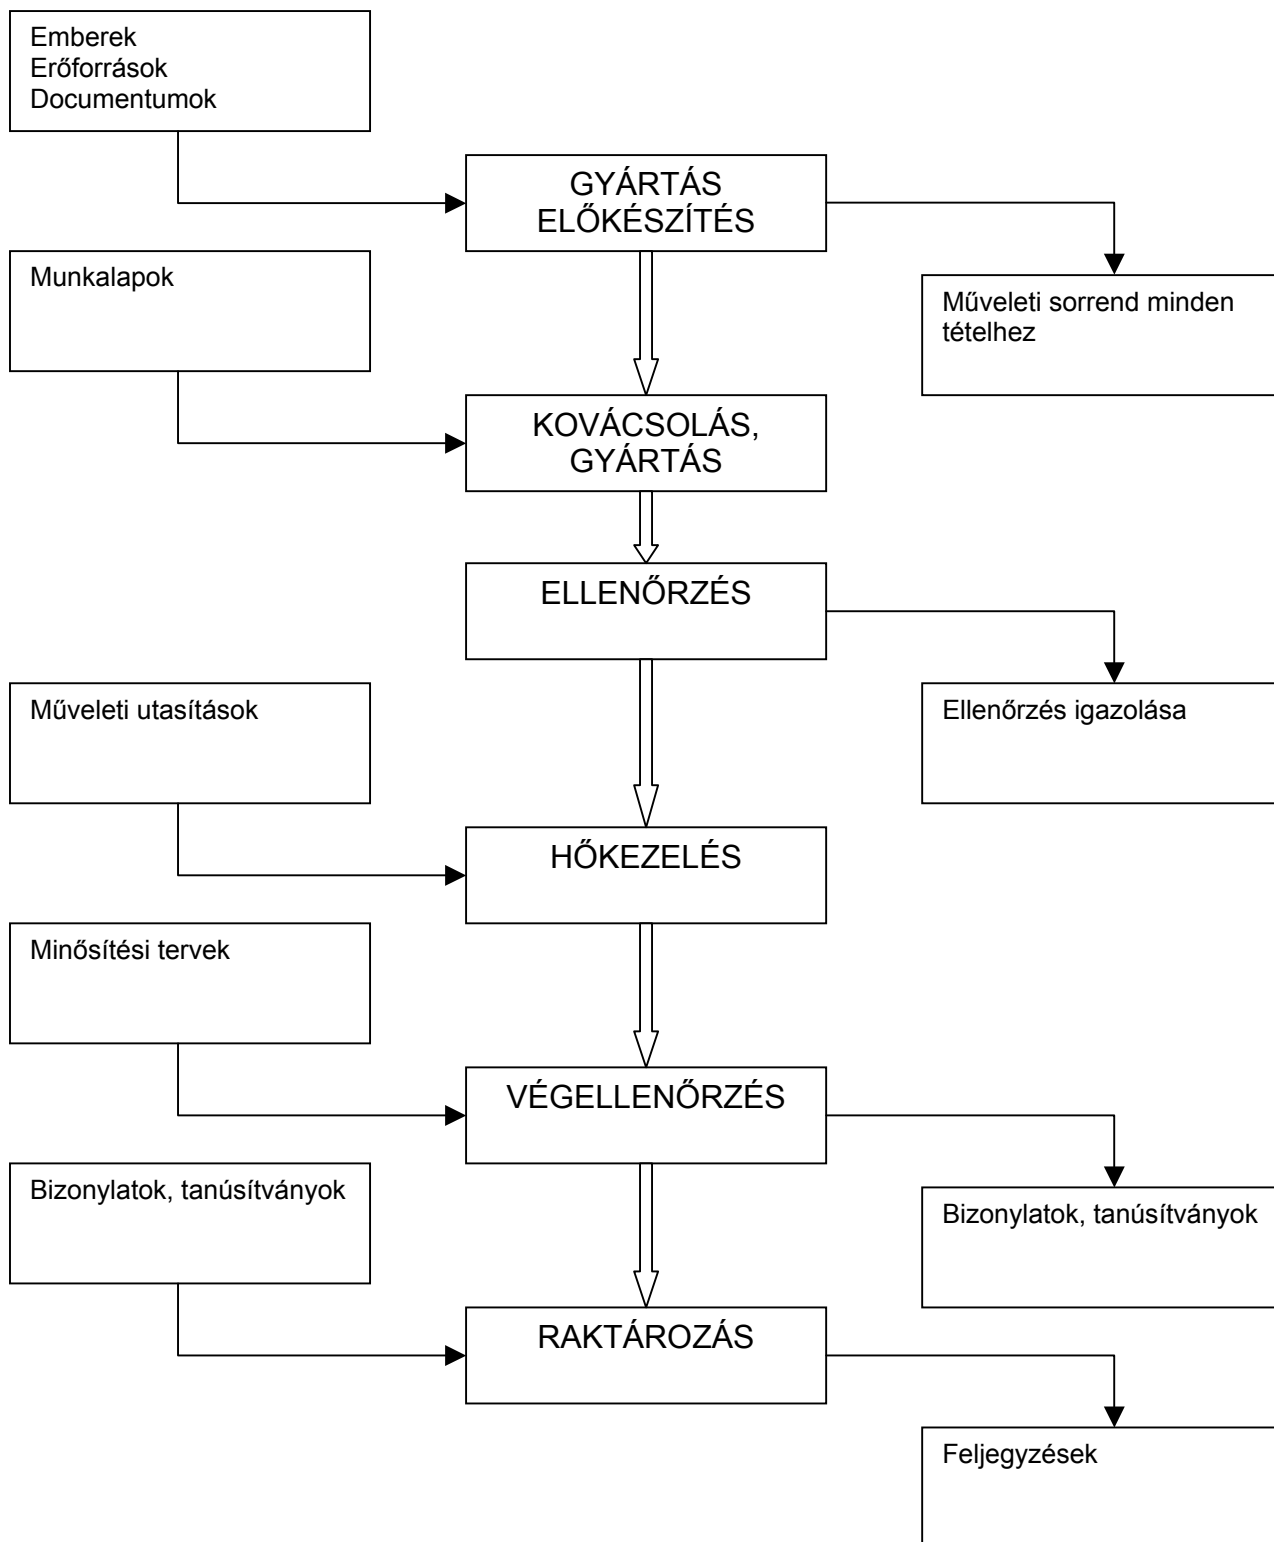 Emberek
Erőforrások
Documentumok
GYÁRTÁS
ELŐKÉSZÍTÉS
Munkalapok
Műveleti sorrend minden
tételhez
KOVÁCSOLÁS,
GYÁRTÁS
ELLENŐRZÉS
Műveleti utasítások
Ellenőrzés igazolása
HŐKEZELÉS
Minősítési tervek
VÉGELLENŐRZÉS
Bizonylatok, tanúsítványok
Bizonylatok, tanúsítványok
RAKTÁROZÁS
Feljegyzések